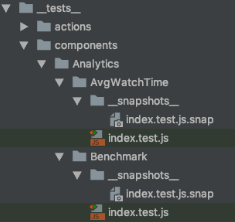 __tests__
actions
components
Analytics
AvgWatchTime
__snapshots__
index.test.js.snap
index.test.js
Benchmark
__snapshots__
index.test.js.snap
index.test.js